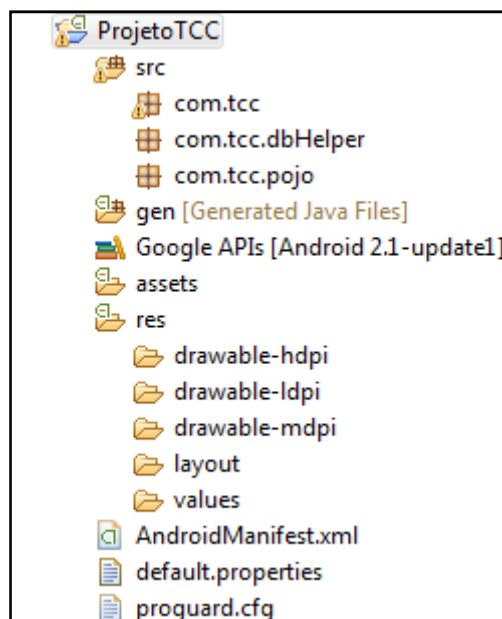 ProjetoTCC
src
com.tcc
com.tcc.dbHelper
com.tcc.pojo
gen [Generated Java Files]
Google APIs [Android 2.1-update1]
assets
res
drawable-hdpi
drawable-ldpi
drawable-mdpi
layout
values
AndroidManifest.xml
default.properties
proguard.cfg